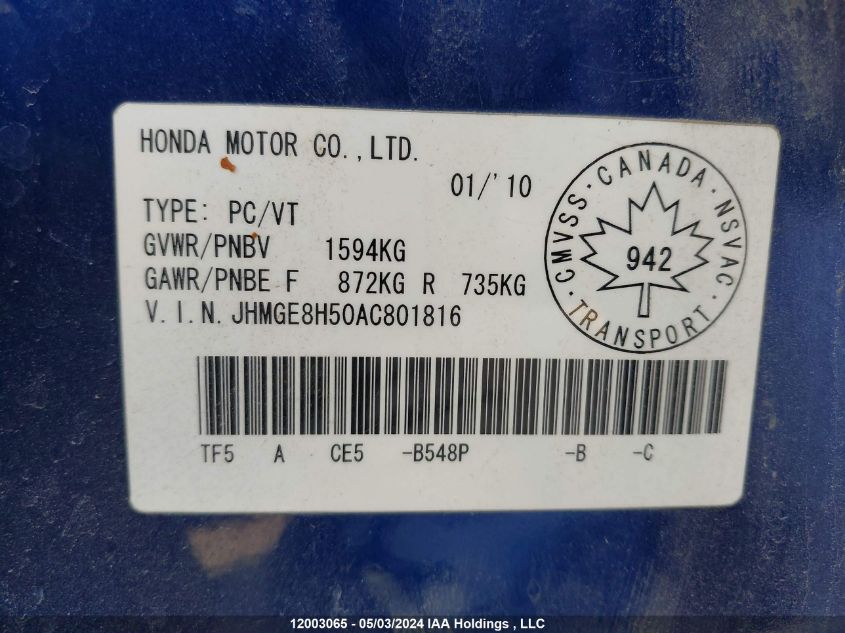 HONDA MOTOR CO.,LTD.
01/'10
TYPE: PC/VT
GVWR/PNBV 1594KG
GAWR/PNBE F 872KG R 735KG
V.I.N. JHMGE8H50AC801816
CMVSS · CANADA · NSVAC · TRANSPORT ·
942
TF5 A CE5 -B548P -B -C
12003065 - 05/03/2024 IAA Holdings , LLC